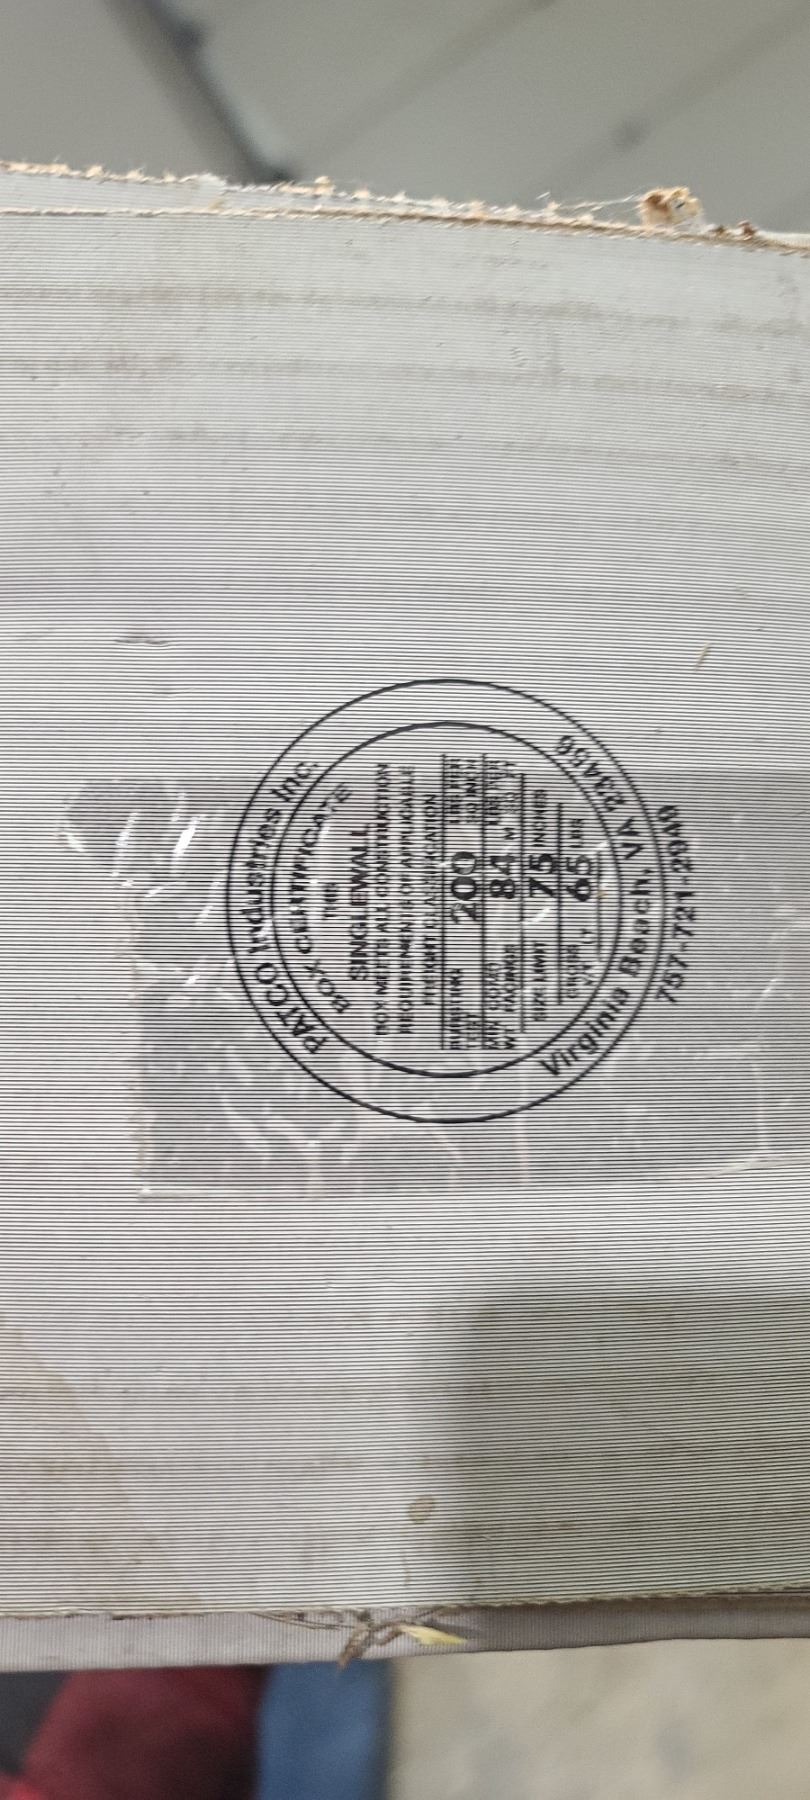 PATCO Industries Inc.
BOX CERTIFICATE
THIS
SINGLEWALL
BOX MEETS ALL CONSTRUCTION
REQUIREMENTS OF APPLICABLE
FREIGHT CLASSIFICATION
BURSTING TEST 200 LBS PER SQ INCH
MIN COMB WT FACINGS 84 LBS PER M SQ FT
SIZE LIMIT 75 INCHES
GROSS WT LT 65 LBS
Virginia Beach, VA 23456
757-721-2949